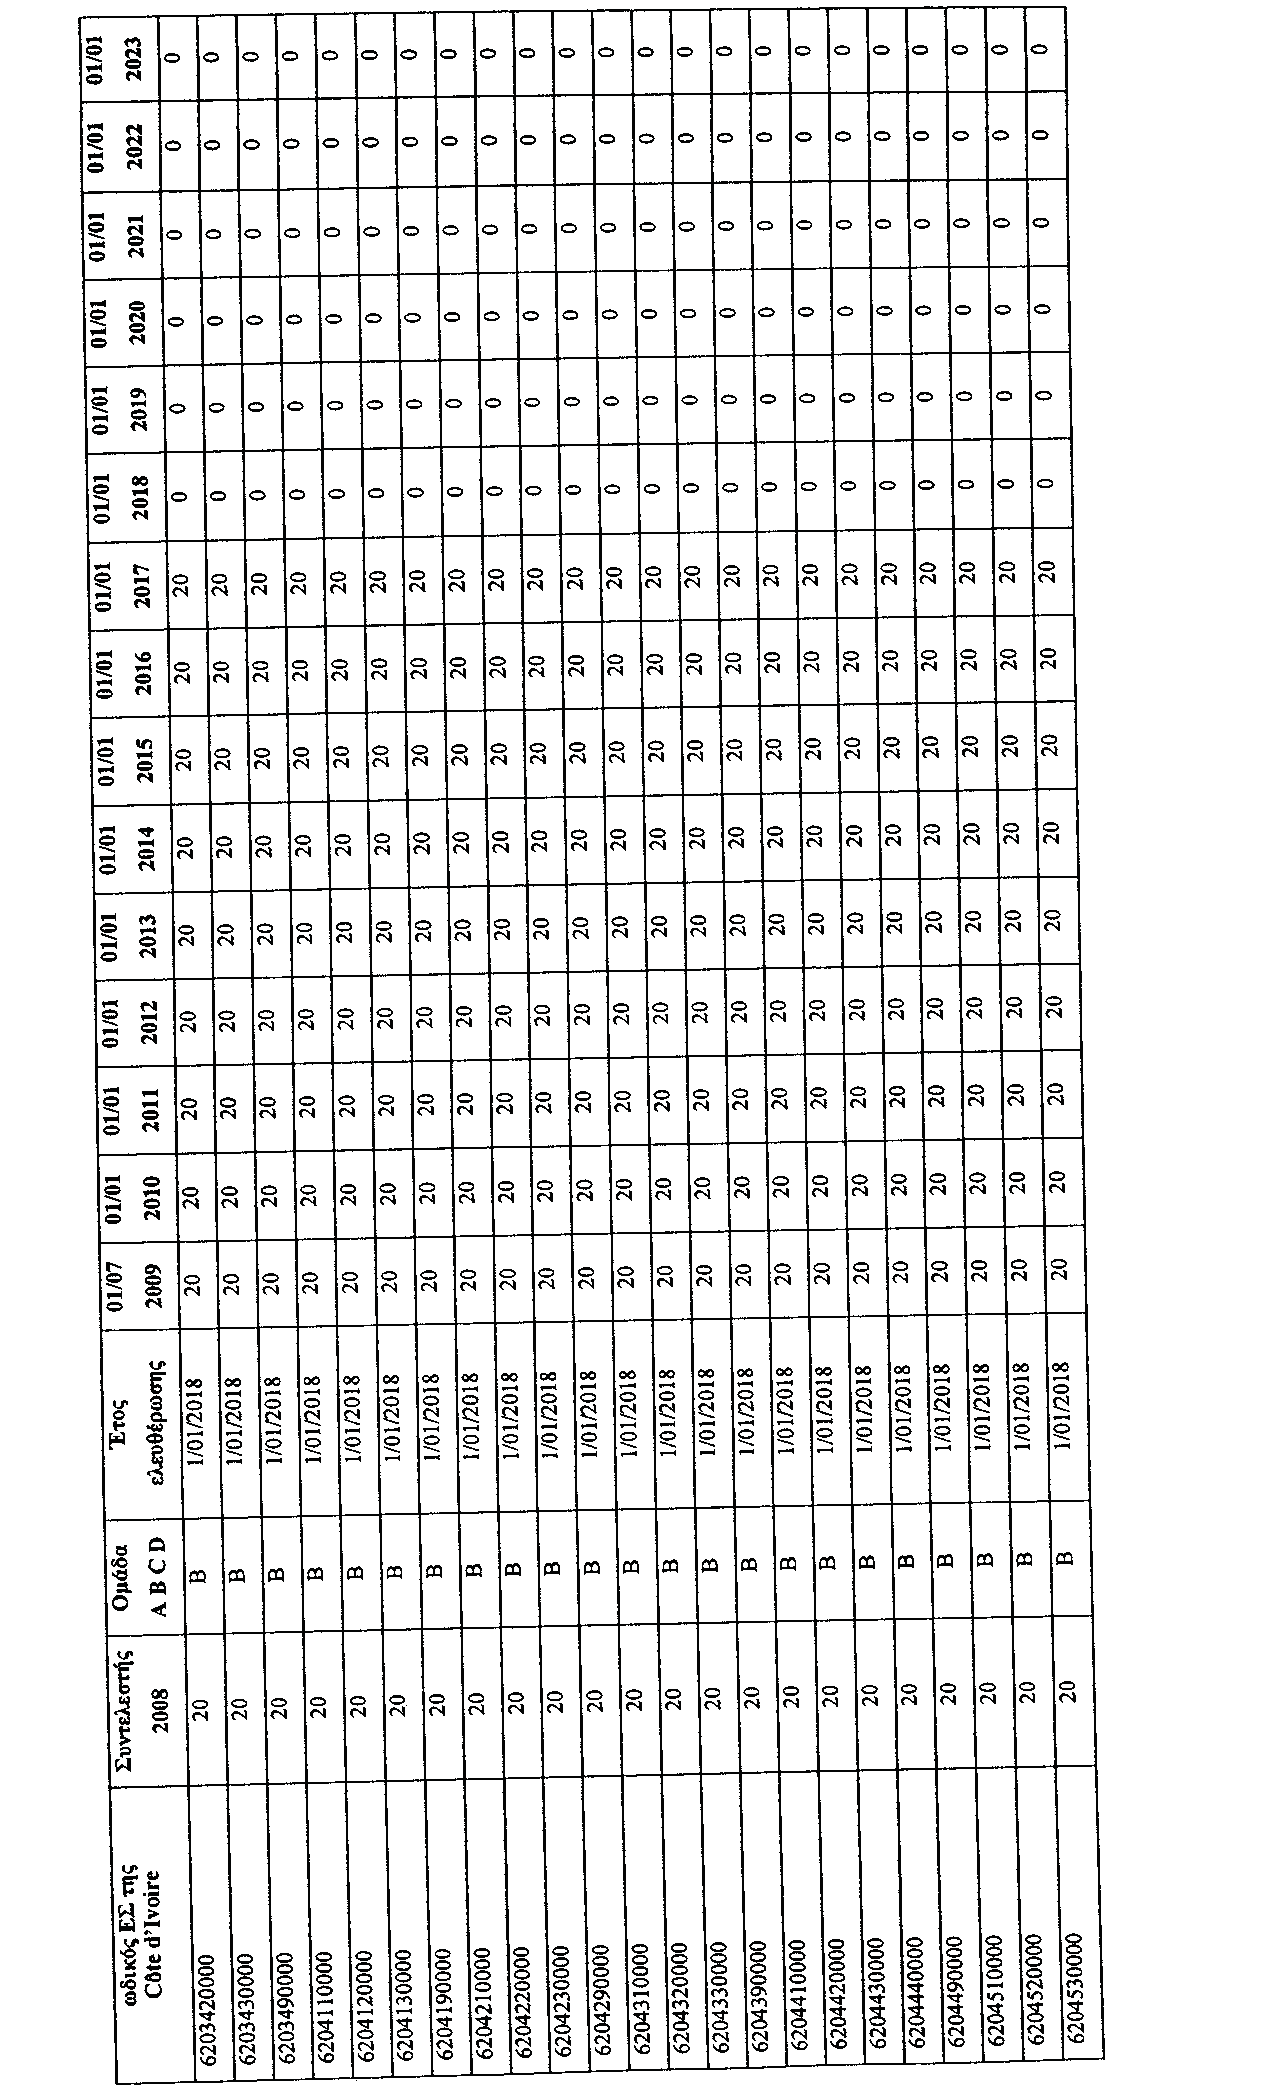 ωδικός ΕΣ της Συντελεστής Ομάδα Έτος 01/07 01/01 01/01 01/01 01/01 01/01 01/01 01/01 01/01 01/01 01/01 01/01 01/01 01/01 01/01
Côte d'Ivoire 2008 A B C D ελευθέρωσης 2009 2010 2011 2012 2013 2014 2015 2016 2017 2018 2019 2020 2021 2022 2023
6203420000 20 B 1/01/2018 20 20 20 20 20 20 20 20 20 0 0 0 0 0 0
6203430000 20 B 1/01/2018 20 20 20 20 20 20 20 20 20 0 0 0 0 0 0
6203490000 20 B 1/01/2018 20 20 20 20 20 20 20 20 20 0 0 0 0 0 0
6204110000 20 B 1/01/2018 20 20 20 20 20 20 20 20 20 0 0 0 0 0 0
6204120000 20 B 1/01/2018 20 20 20 20 20 20 20 20 20 0 0 0 0 0 0
6204130000 20 B 1/01/2018 20 20 20 20 20 20 20 20 20 0 0 0 0 0 0
6204190000 20 B 1/01/2018 20 20 20 20 20 20 20 20 20 0 0 0 0 0 0
6204210000 20 B 1/01/2018 20 20 20 20 20 20 20 20 20 0 0 0 0 0 0
6204220000 20 B 1/01/2018 20 20 20 20 20 20 20 20 20 0 0 0 0 0 0
6204230000 20 B 1/01/2018 20 20 20 20 20 20 20 20 20 0 0 0 0 0 0
6204290000 20 B 1/01/2018 20 20 20 20 20 20 20 20 20 0 0 0 0 0 0
6204310000 20 B 1/01/2018 20 20 20 20 20 20 20 20 20 0 0 0 0 0 0
6204320000 20 B 1/01/2018 20 20 20 20 20 20 20 20 20 0 0 0 0 0 0
6204330000 20 B 1/01/2018 20 20 20 20 20 20 20 20 20 0 0 0 0 0 0
6204390000 20 B 1/01/2018 20 20 20 20 20 20 20 20 20 0 0 0 0 0 0
6204410000 20 B 1/01/2018 20 20 20 20 20 20 20 20 20 0 0 0 0 0 0
6204420000 20 B 1/01/2018 20 20 20 20 20 20 20 20 20 0 0 0 0 0 0
6204430000 20 B 1/01/2018 20 20 20 20 20 20 20 20 20 0 0 0 0 0 0
6204440000 20 B 1/01/2018 20 20 20 20 20 20 20 20 20 0 0 0 0 0 0
6204490000 20 B 1/01/2018 20 20 20 20 20 20 20 20 20 0 0 0 0 0 0
6204510000 20 B 1/01/2018 20 20 20 20 20 20 20 20 20 0 0 0 0 0 0
6204520000 20 B 1/01/2018 20 20 20 20 20 20 20 20 20 0 0 0 0 0 0
6204530000 20 B 1/01/2018 20 20 20 20 20 20 20 20 20 0 0 0 0 0 0